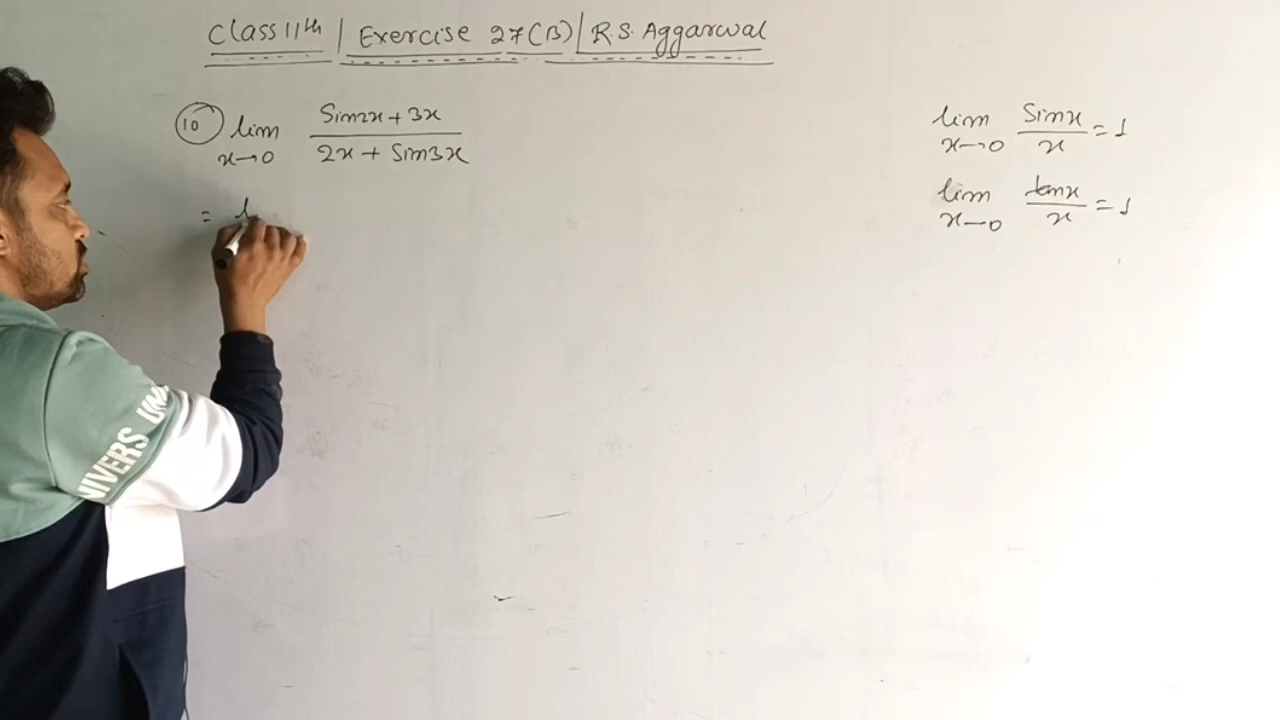 Class 11th | Exercise 27(B) | R.S. Aggarwal
10 lim x→0 (Sin2x + 3x)/(2x + Sin3x)
=
lim x→0 Sinx/x = 1
lim x→0 tanx/x = 1
NIVERS